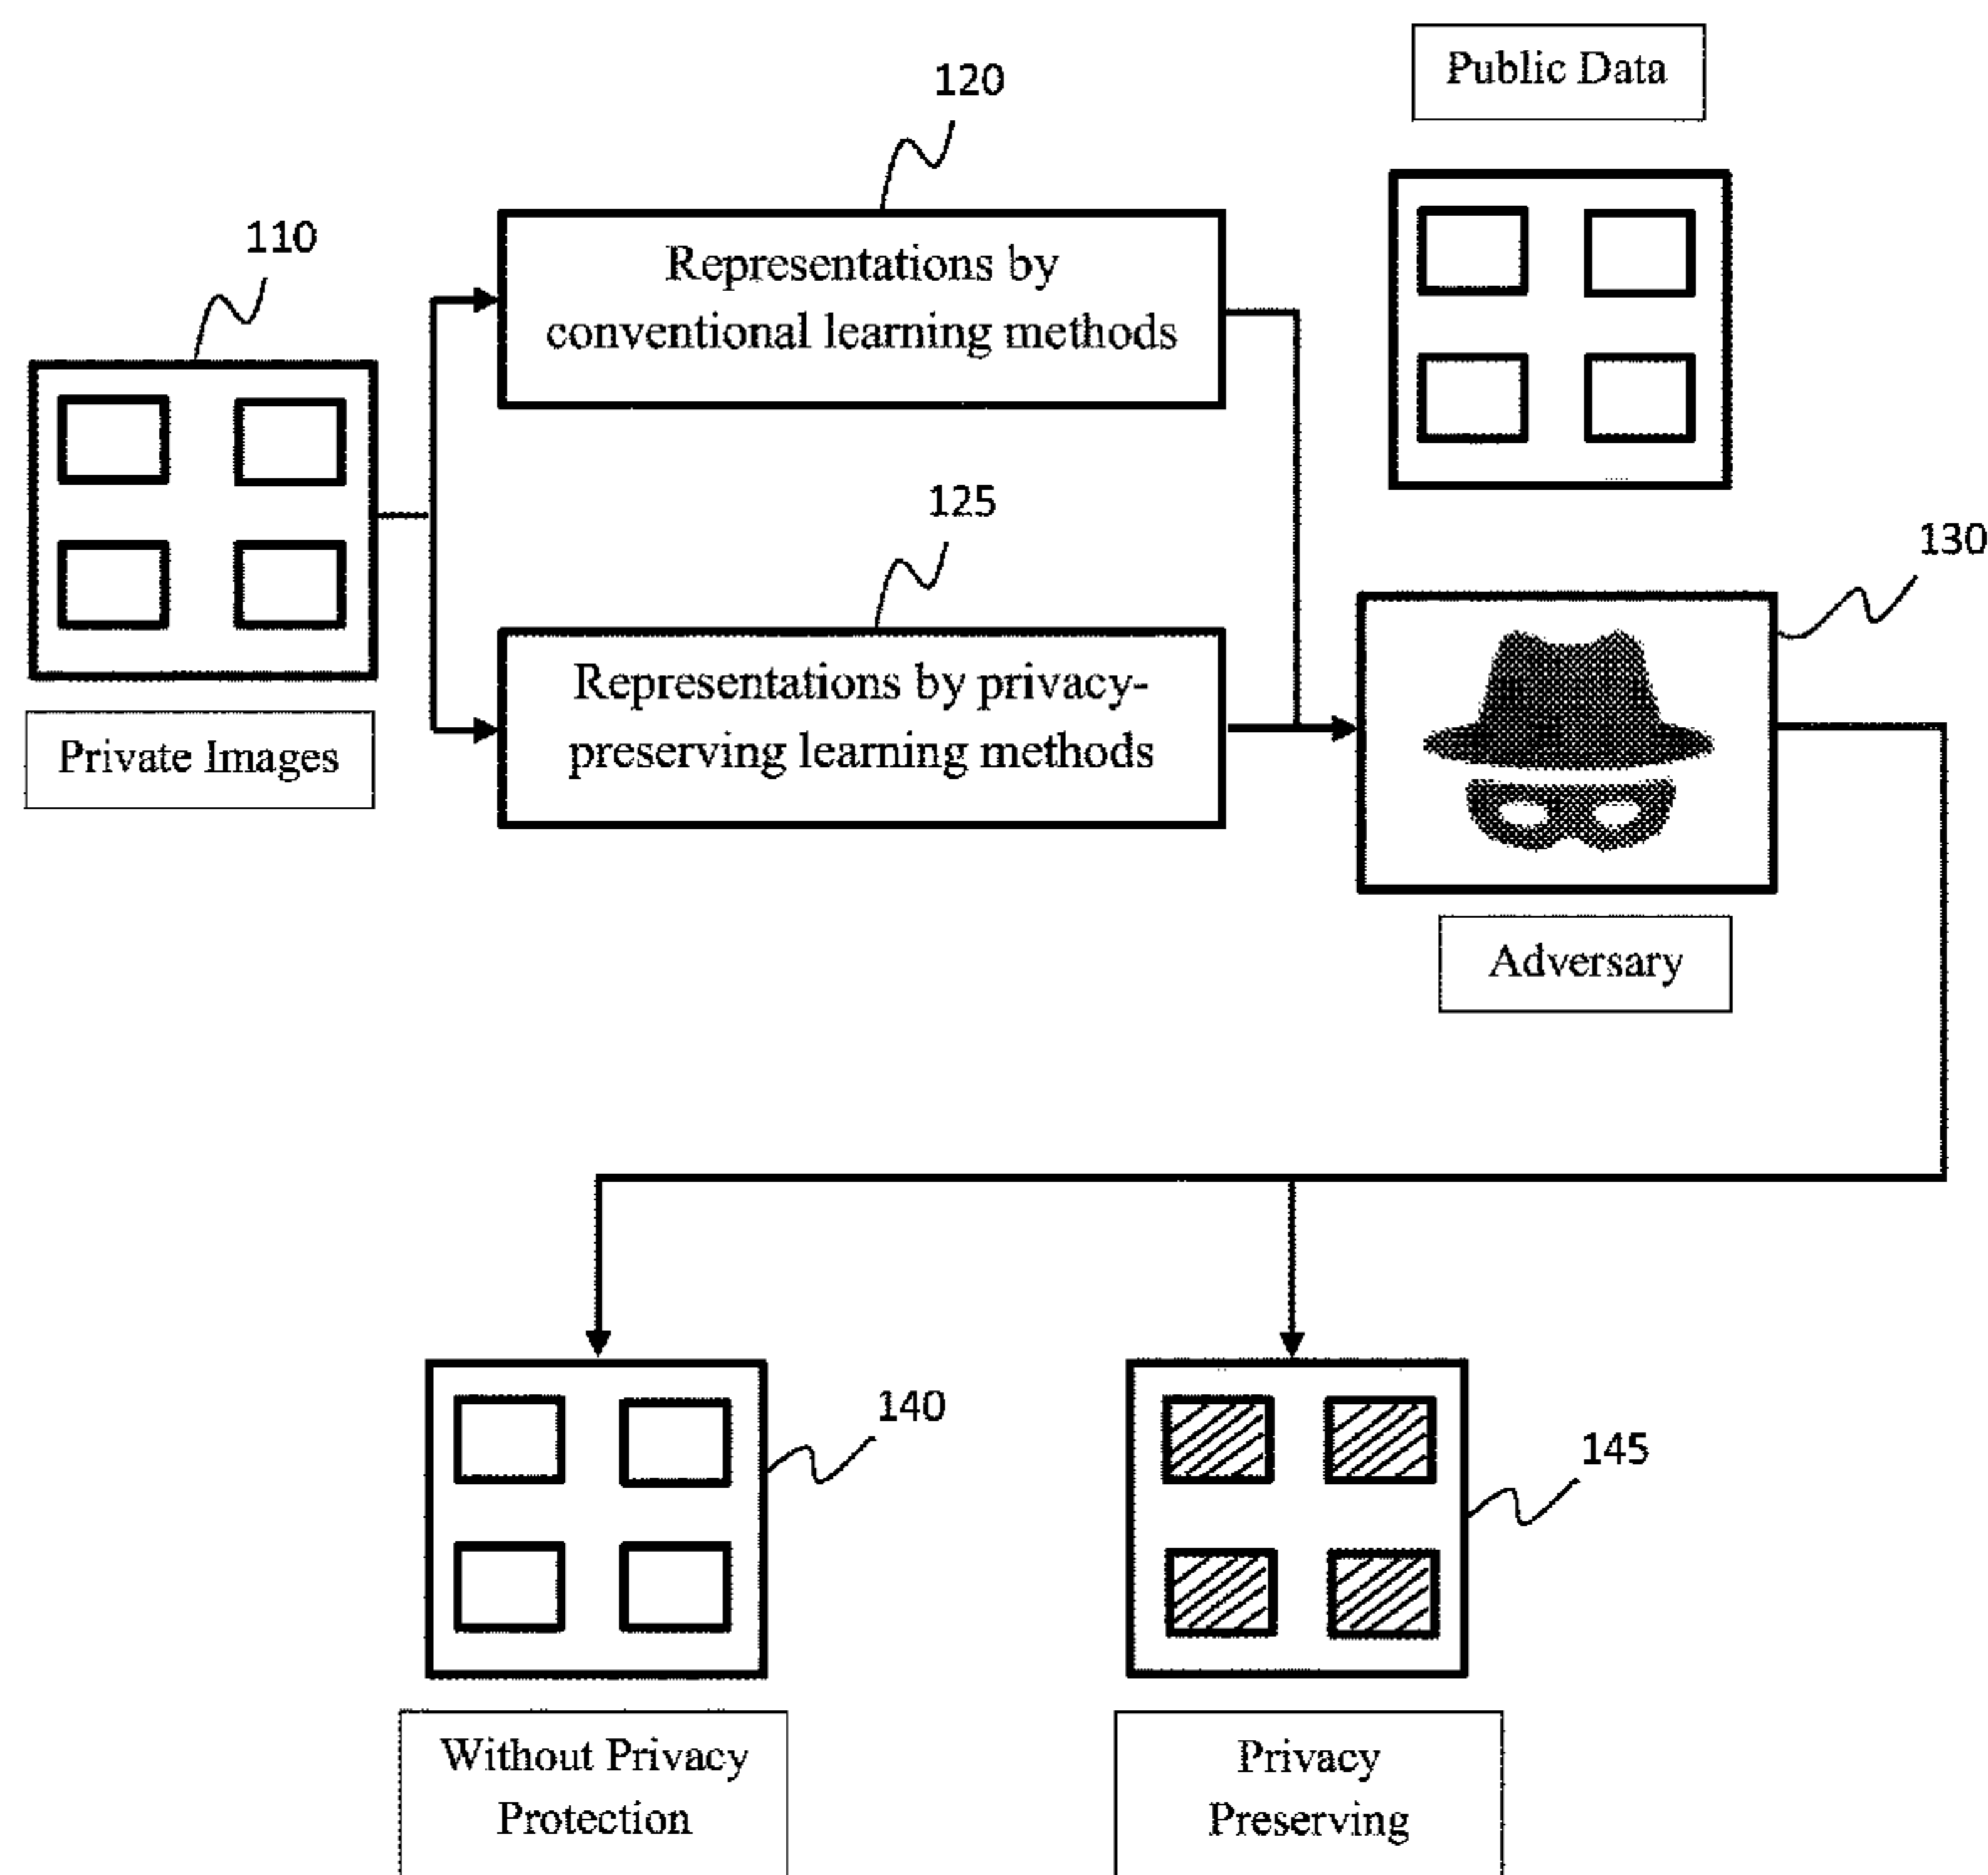 Public Data
120
110
Representations by
conventional learning methods
125
130
Representations by privacy-
preserving learning methods
Private Images
Adversary
140
145
Without Privacy
Protection
Privacy
Preserving